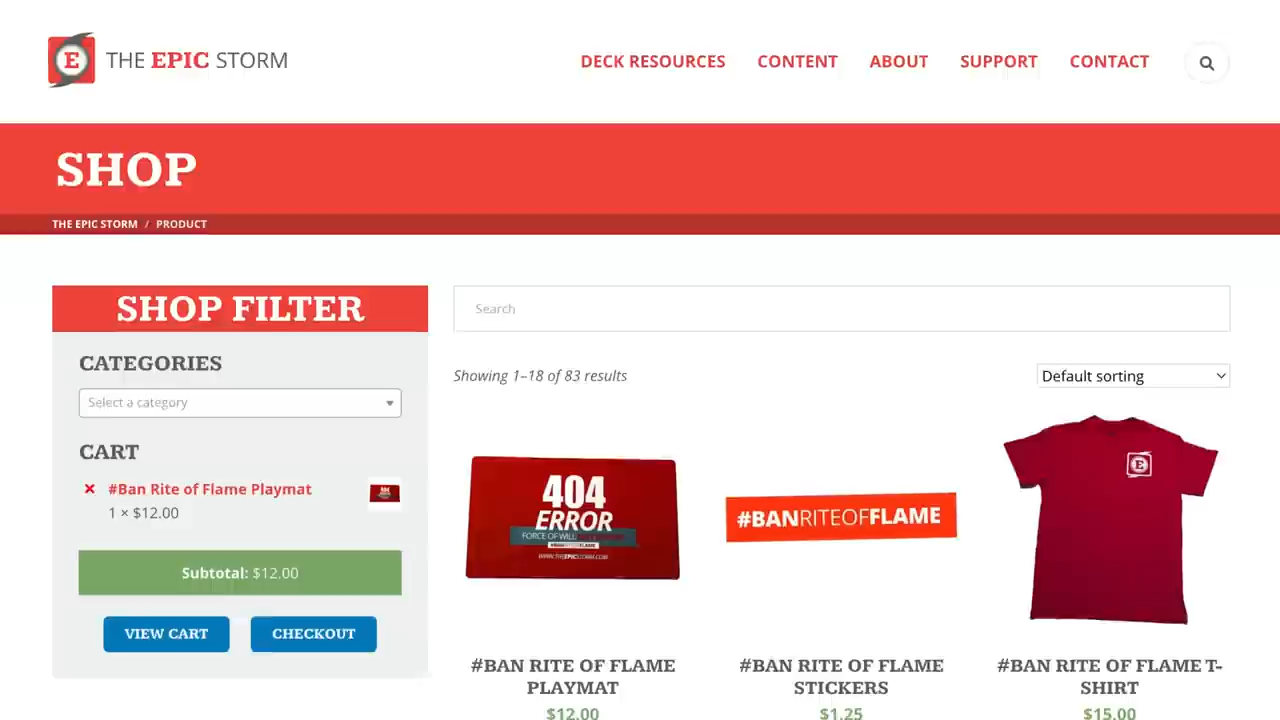 E THE EPIC STORM
DECK RESOURCES CONTENT ABOUT SUPPORT CONTACT
SHOP
THE EPIC STORM / PRODUCT
SHOP FILTER
CATEGORIES
Select a category
CART
× #Ban Rite of Flame Playmat
1 × $12.00
Subtotal: $12.00
VIEW CART CHECKOUT
Search
Showing 1–18 of 83 results
Default sorting
404
ERROR
FORCE OF WILL
WWW.THEEPICSTORM.COM
#BANRITEOFFLAME
E
#BAN RITE OF FLAME
PLAYMAT
$12.00
#BAN RITE OF FLAME
STICKERS
$1.25
#BAN RITE OF FLAME T-
SHIRT
$15.00